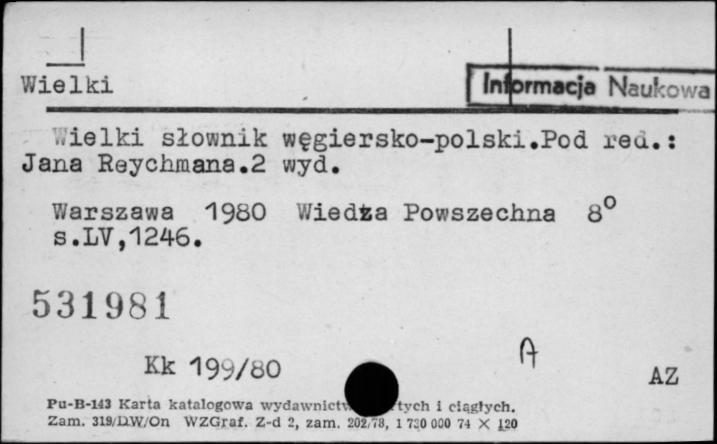 Wielki
Informacja Naukowa
Wielki słownik węgiersko-polski.Pod red.:
Jana Reychmana.2 wyd.
Warszawa 1980 Wiedza Powszechna 8º
s.LV,1246.
531981
Kk 199/80
A
AZ
Pu-B-143 Karta katalogowa wydawnictw ciągłych.
Zam. 319/DW/On WZGraf. Z-d 2, zam. 202/78, 1 730 000 74 X 120